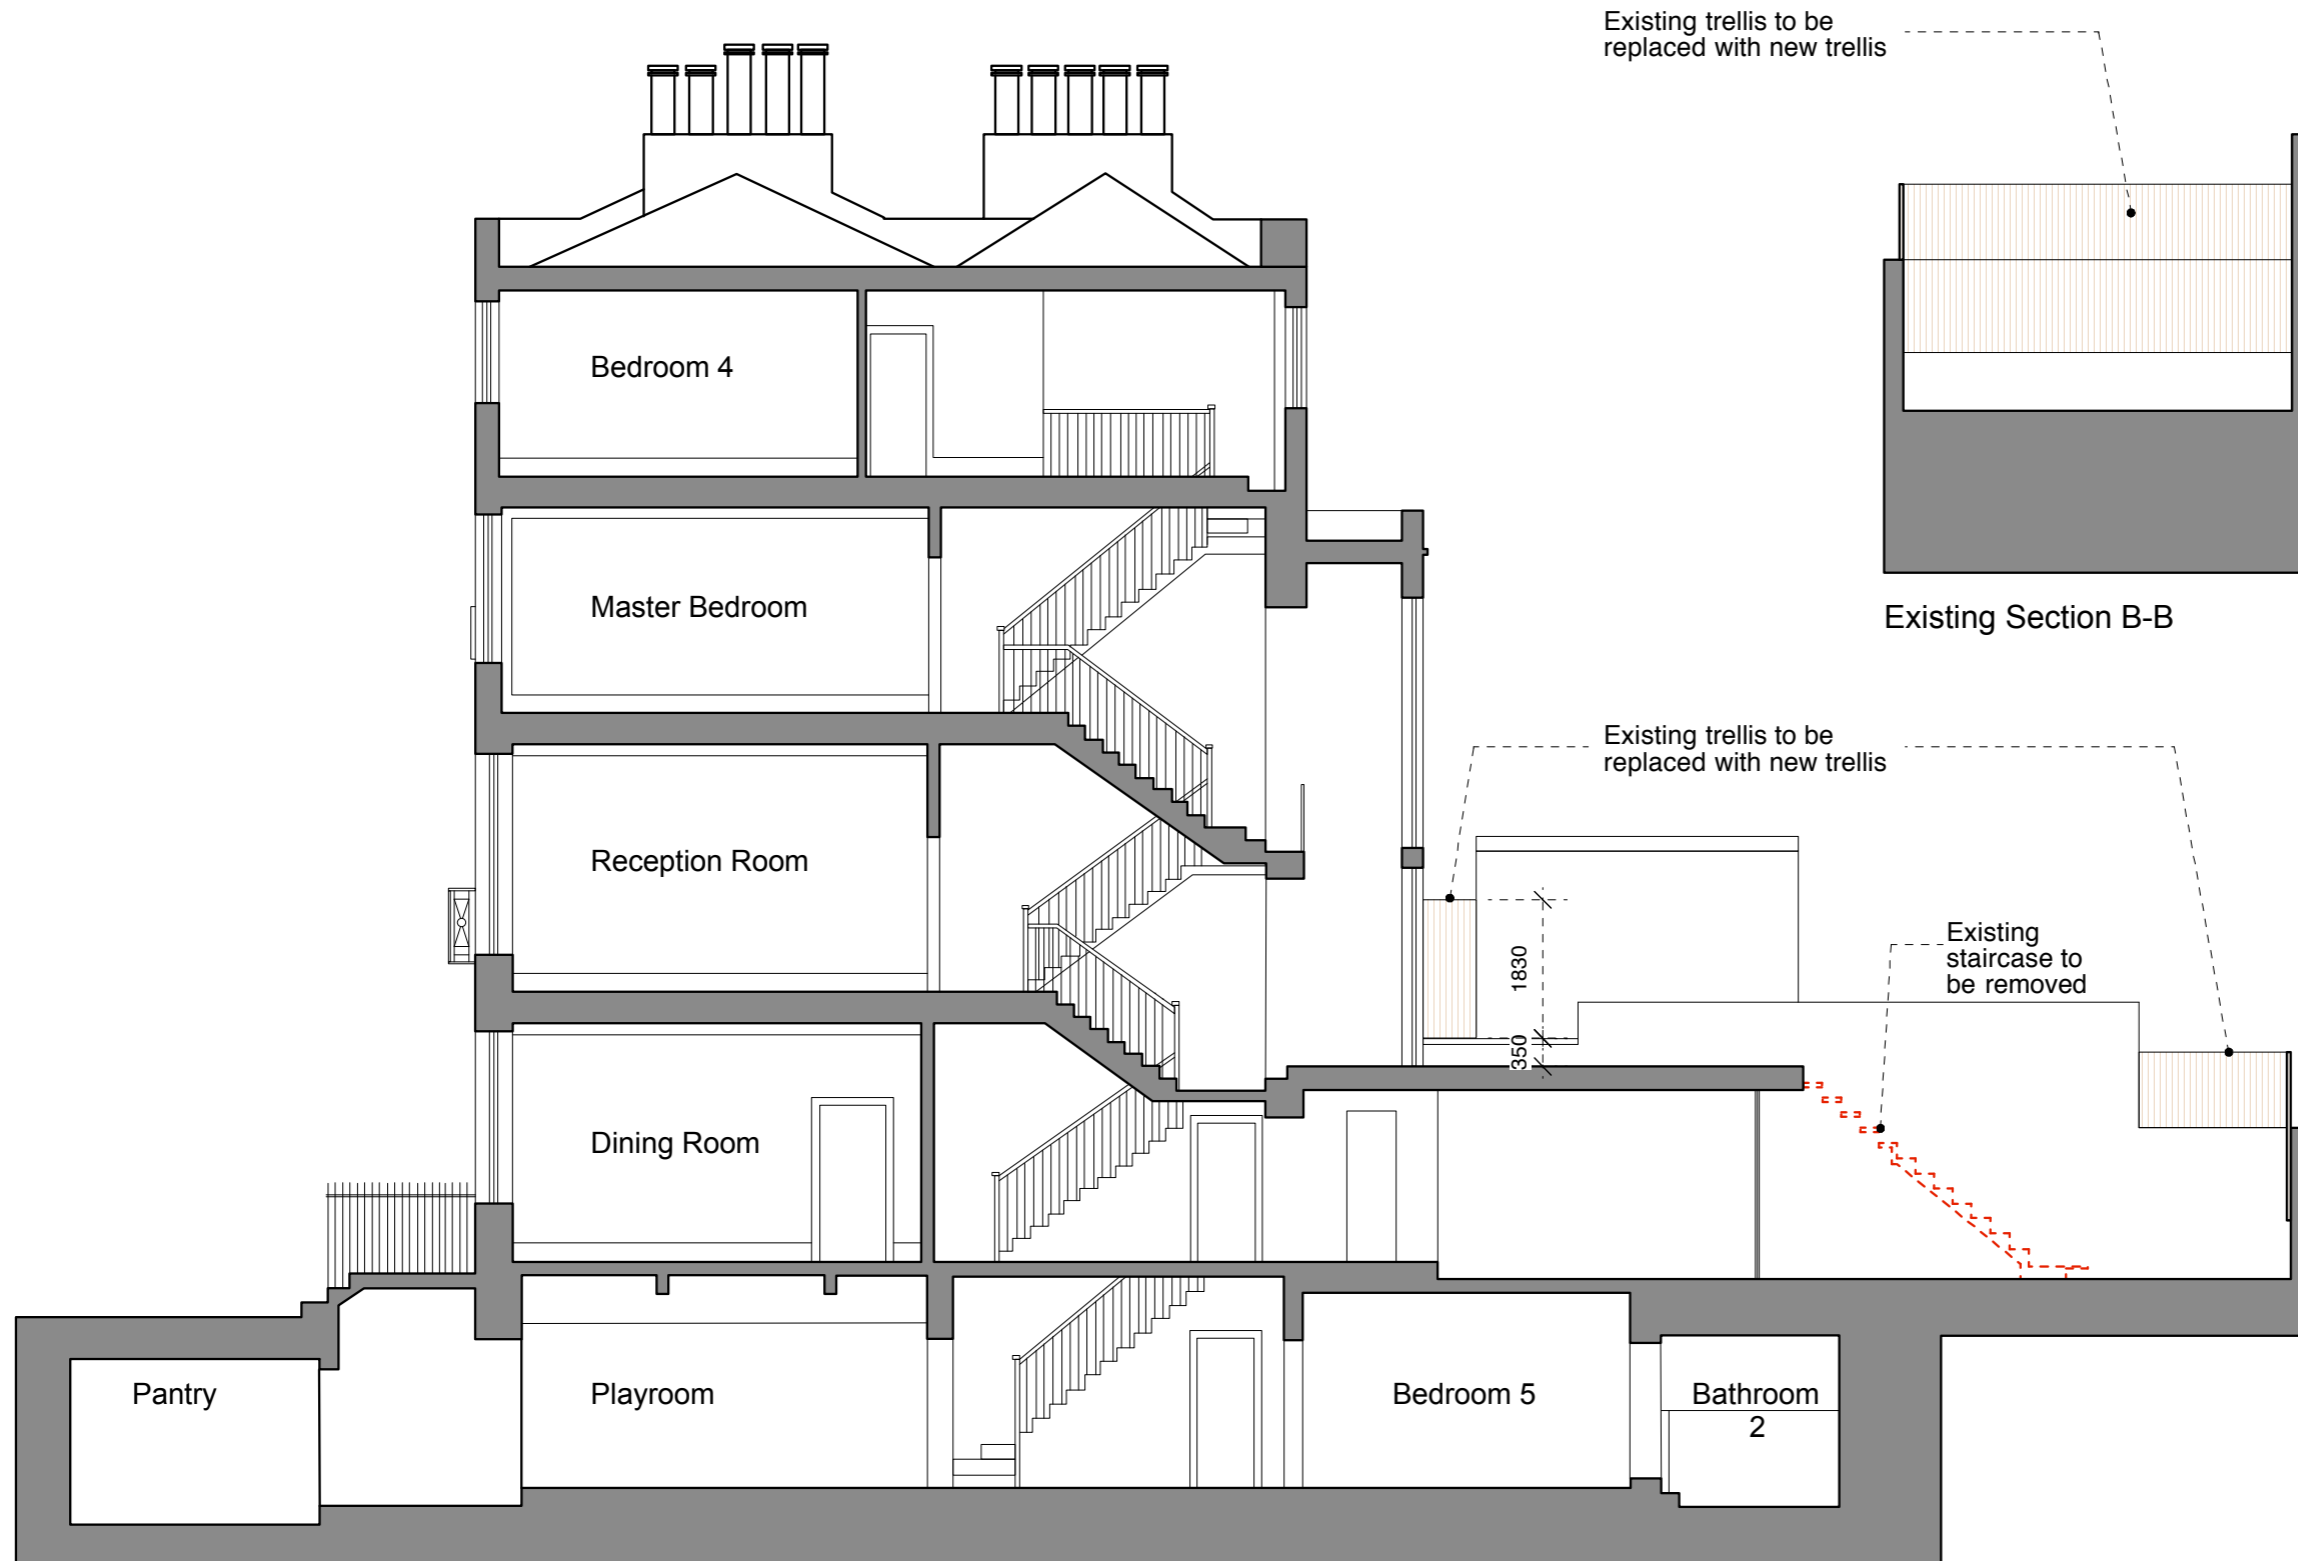 Existing trellis to be
replaced with new trellis
Bedroom 4
Master Bedroom
Existing Section B-B
Existing trellis to be
replaced with new trellis
Reception Room
1830
350
Existing
staircase to
be removed
Dining Room
Pantry
Playroom
Bedroom 5
Bathroom
2